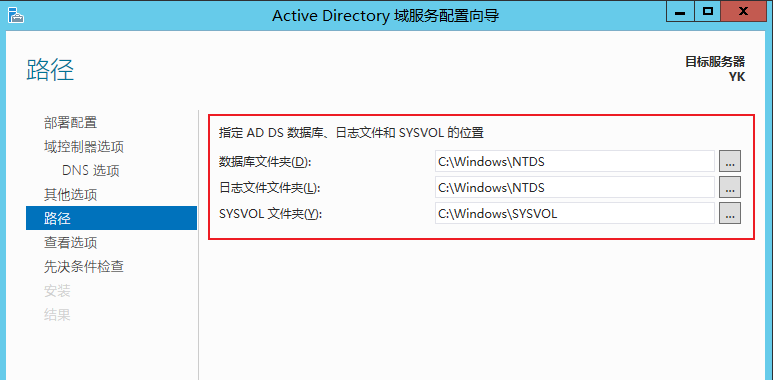 Active Directory 域服务配置向导
路径
目标服务器
YK
部署配置
域控制器选项
DNS 选项
其他选项
路径
查看选项
先决条件检查
安装
结果
指定 AD DS 数据库、日志文件和 SYSVOL 的位置
数据库文件夹(D): C:\Windows\NTDS ...
日志文件文件夹(L): C:\Windows\NTDS ...
SYSVOL 文件夹(Y): C:\Windows\SYSVOL ...